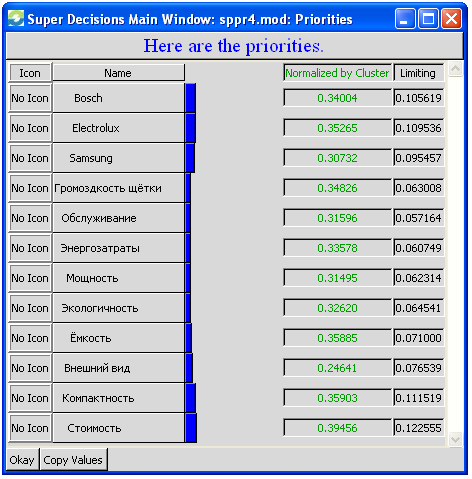 Super Decisions Main Window: sppr4.mod: Priorities
Here are the priorities.
Icon Name Normalized by Cluster Limiting
No Icon Bosch 0.34004 0.105619
No Icon Electrolux 0.35265 0.109536
No Icon Samsung 0.30732 0.095457
No Icon Громоздкость щётки 0.34826 0.063008
No Icon Обслуживание 0.31596 0.057164
No Icon Энергозатраты 0.33578 0.060749
No Icon Мощность 0.31495 0.062314
No Icon Экологичность 0.32620 0.064541
No Icon Ёмкость 0.35885 0.071000
No Icon Внешний вид 0.24641 0.076539
No Icon Компактность 0.35903 0.111519
No Icon Стоимость 0.39456 0.122555
Okay Copy Values